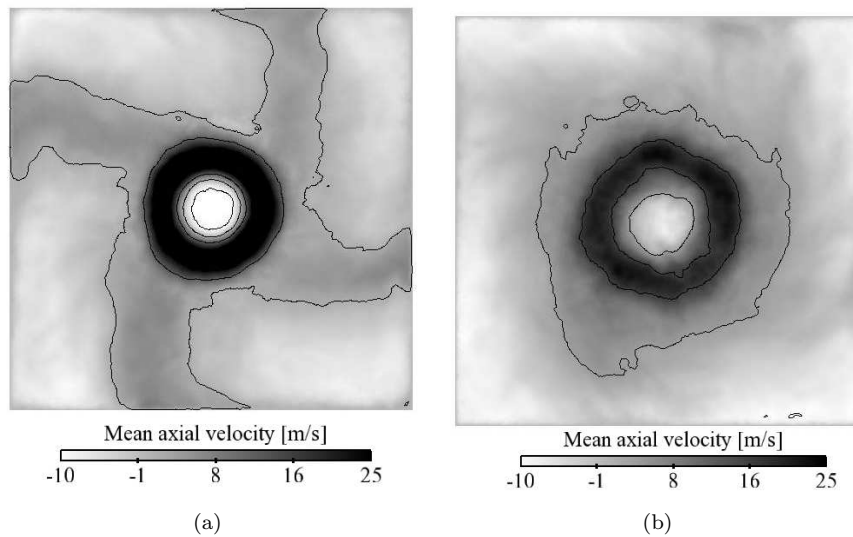 Mean axial velocity [m/s]
-10 -1 8 16 25
(a)
Mean axial velocity [m/s]
-10 -1 8 16 25
(b)